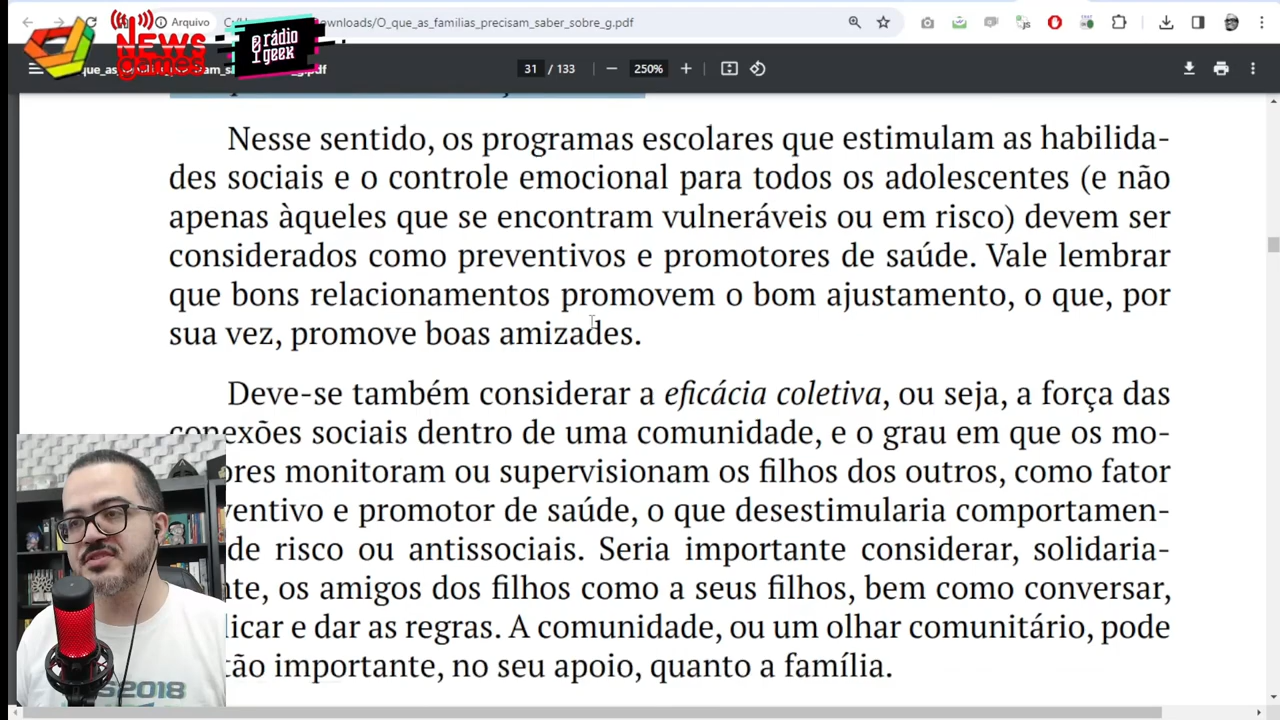 Arquivo
ownloads/O_que_as_familias_precisam_saber_sobre_g.pdf
NEWS
games
rádio
geek
31 / 133
250%
Nesse sentido, os programas escolares que estimulam as habilida-
des sociais e o controle emocional para todos os adolescentes (e não
apenas àqueles que se encontram vulneráveis ou em risco) devem ser
considerados como preventivos e promotores de saúde. Vale lembrar
que bons relacionamentos promovem o bom ajustamento, o que, por
sua vez, promove boas amizades.
Deve-se também considerar a eficácia coletiva, ou seja, a força das
conexões sociais dentro de uma comunidade, e o grau em que os mo-
ores monitoram ou supervisionam os filhos dos outros, como fator
ventivo e promotor de saúde, o que desestimularia comportamen-
de risco ou antissociais. Seria importante considerar, solidaria-
nte, os amigos dos filhos como a seus filhos, bem como conversar,
licar e dar as regras. A comunidade, ou um olhar comunitário, pode
tão importante, no seu apoio, quanto a família.
S2018